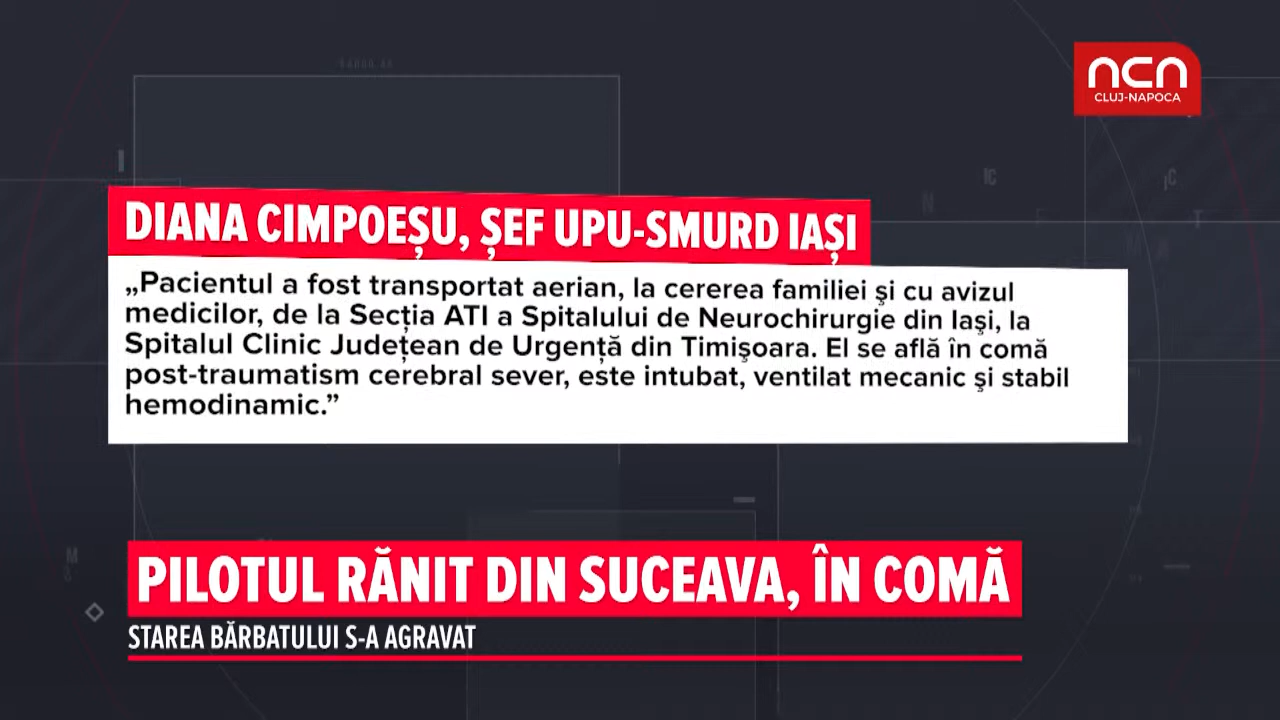 ncn
CLUJ-NAPOCA
DIANA CIMPOEȘU, ȘEF UPU-SMURD IAȘI
„Pacientul a fost transportat aerian, la cererea familiei şi cu avizul
medicilor, de la Secția ATI a Spitalului de Neurochirurgie din Iaşi, la
Spitalul Clinic Județean de Urgență din Timişoara. El se află în comă
post-traumatism cerebral sever, este intubat, ventilat mecanic şi stabil
hemodinamic.”
PILOTUL RĂNIT DIN SUCEAVA, ÎN COMĂ
STAREA BĂRBATULUI S-A AGRAVAT